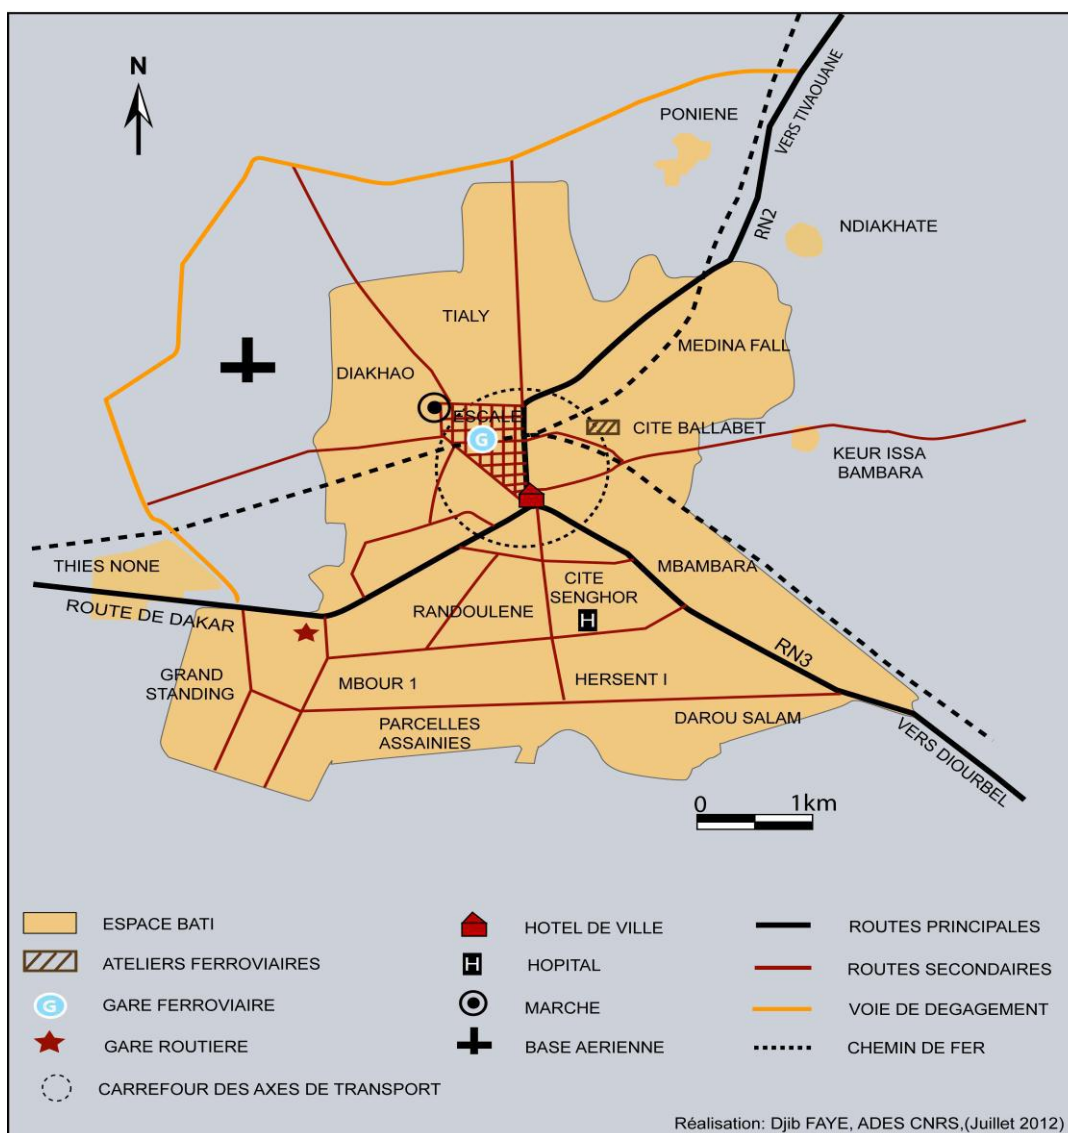 N
PONIENE
VERS TIVAOUANE
RN2
NDIAKHATE
TIALY
MEDINA FALL
DIAKHAO
ESCALE
G
CITE BALLABET
KEUR ISSA
BAMBARA
THIES NONE
ROUTE DE DAKAR
MBAMBARA
CITE
SENGHOR
H
RANDOULENE
RN3
GRAND
STANDING
MBOUR 1
HERSENT I
PARCELLES
ASSAINIES
DAROU SALAM
VERS DIOURBEL
0 1km
ESPACE BATI
ATELIERS FERROVIAIRES
G GARE FERROVIAIRE
GARE ROUTIERE
CARREFOUR DES AXES DE TRANSPORT
HOTEL DE VILLE
H HOPITAL
MARCHE
BASE AERIENNE
ROUTES PRINCIPALES
ROUTES SECONDAIRES
VOIE DE DEGAGEMENT
CHEMIN DE FER
Réalisation: Djib FAYE, ADES CNRS,(Juillet 2012)